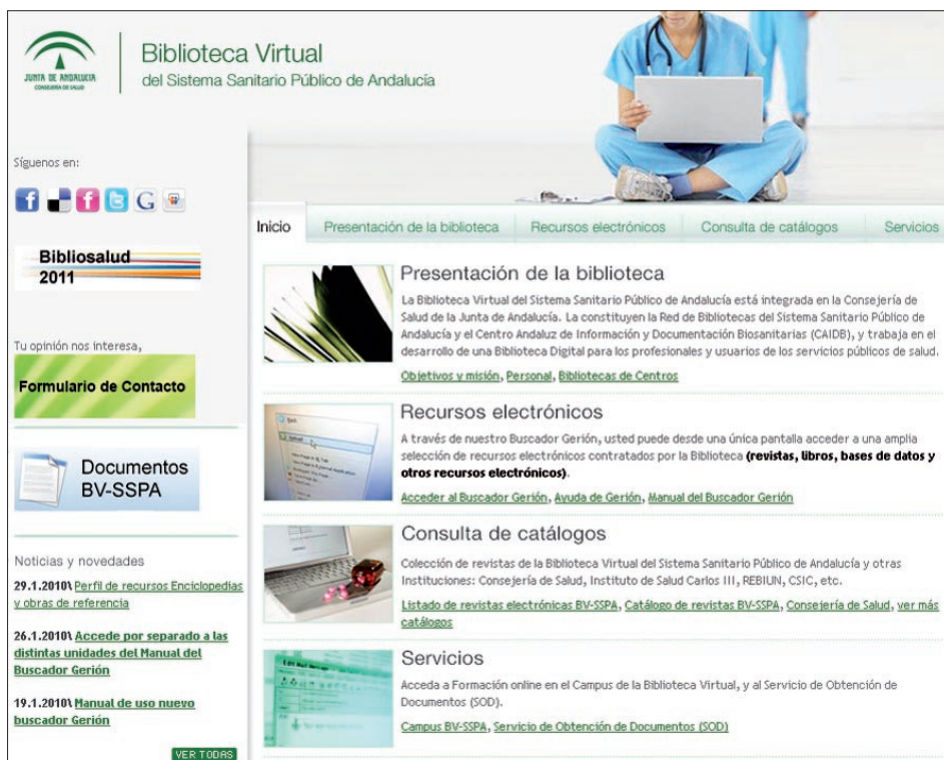 JUNTA DE ANDALUCIA
CONSEJERÍA DE SALUD
Biblioteca Virtual
del Sistema Sanitario Público de Andalucía
Síguenos en:
Bibliosalud
2011
Tu opinión nos interesa,
Formulario de Contacto
Documentos
BV-SSPA
Noticias y novedades
29.1.2010\ Perfil de recursos Enciclopedias
y obras de referencia
26.1.2010\ Accede por separado a las
distintas unidades del Manual del
Buscador Gerión
19.1.2010\ Manual de uso nuevo
buscador Gerión
VER TODAS
Inicio Presentación de la biblioteca Recursos electrónicos Consulta de catálogos Servicios
Presentación de la biblioteca
La Biblioteca Virtual del Sistema Sanitario Público de Andalucía está integrada en la Consejería de
Salud de la Junta de Andalucía. La constituyen la Red de Bibliotecas del Sistema Sanitario Público de
Andalucía y el Centro Andaluz de Información y Documentación Biosanitarias (CAIDB), y trabaja en el
desarrollo de una Biblioteca Digital para los profesionales y usuarios de los servicios públicos de salud.
Objetivos y misión, Personal, Bibliotecas de Centros
Recursos electrónicos
A través de nuestro Buscador Gerión, usted puede desde una única pantalla acceder a una amplia
selección de recursos electrónicos contratados por la Biblioteca (revistas, libros, bases de datos y
otros recursos electrónicos).
Acceder al Buscador Gerión, Ayuda de Gerión, Manual del Buscador Gerión
Consulta de catálogos
Colección de revistas de la Biblioteca Virtual del Sistema Sanitario Público de Andalucía y otras
Instituciones: Consejería de Salud, Instituto de Salud Carlos III, REBIUN, CSIC, etc.
Listado de revistas electrónicas BV-SSPA, Catálogo de revistas BV-SSPA, Consejería de Salud, ver más
catálogos
Servicios
Acceda a Formación online en el Campus de la Biblioteca Virtual, y al Servicio de Obtención de
Documentos (SOD).
Campus BV-SSPA, Servicio de Obtención de Documentos (SOD)